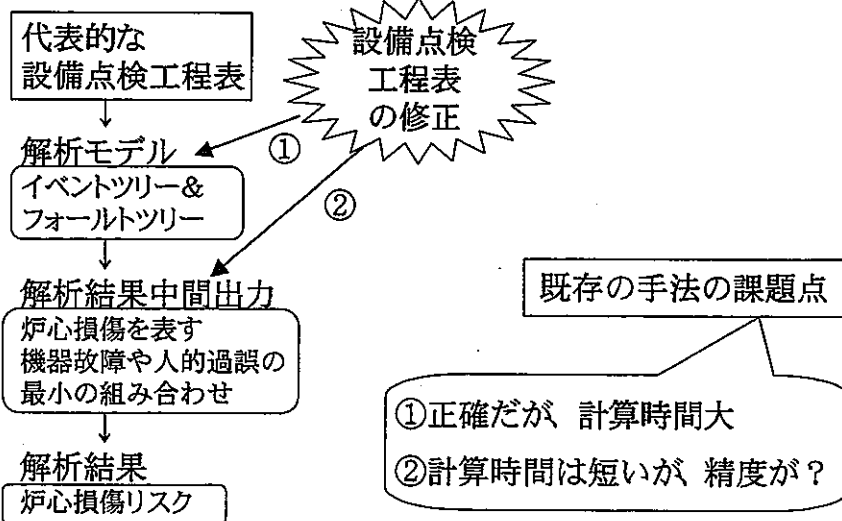 代表的な
設備点検工程表
設備点検
工程表
の修正
①
②
解析モデル
イベントツリー&
フォールトツリー
解析結果中間出力
炉心損傷を表す
機器故障や人的過誤の
最小の組み合わせ
解析結果
炉心損傷リスク
既存の手法の課題点
①正確だが、計算時間大
②計算時間は短いが、精度が?